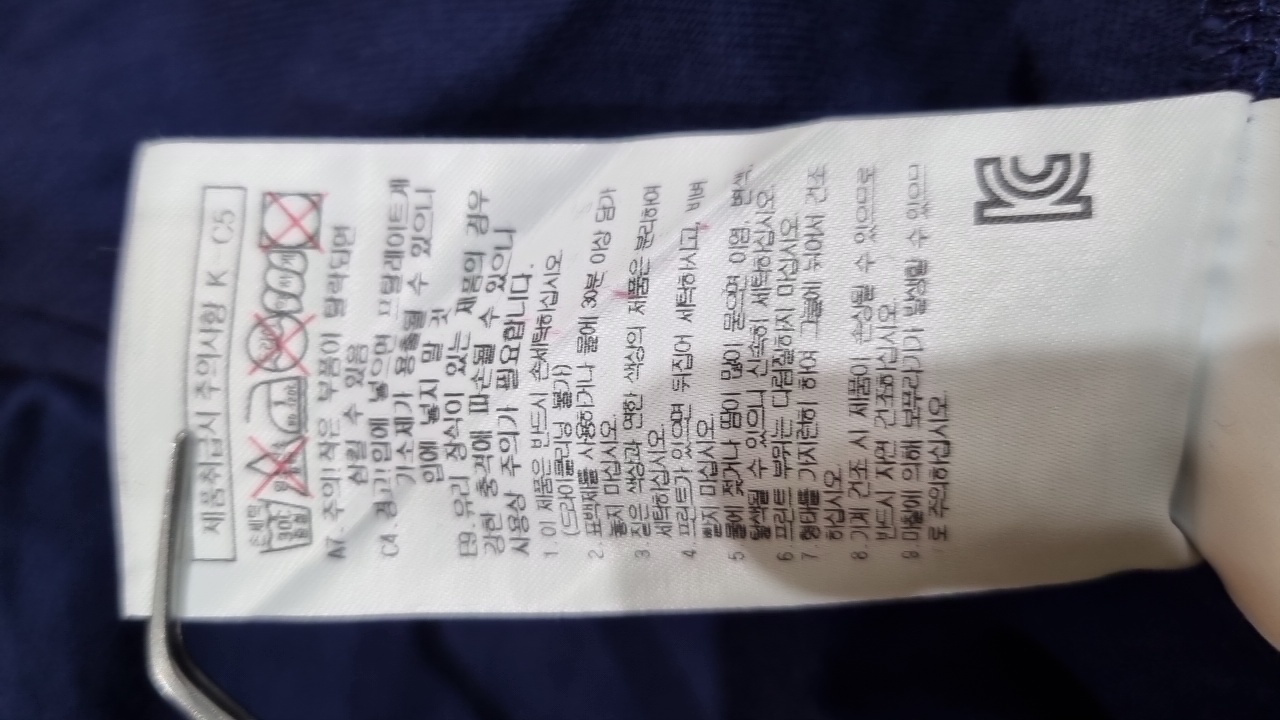 제품취급시 주의사항 K - C5
손세탁
A7. 주의! 작은 부품이 탈락되면
삼킬 수 있음
C4. 경고!입에 넣으면 프탈레이트계
가소제가 용출될 수 있으니
입에 넣지 말 것
E9. 유리 장식이 있는 제품의 경우
강한 충격에 파손될 수 있으니
사용상 주의가 필요합니다.
1. 이 제품은 반드시 손세탁하십시오
(드라이클리닝 불가)
2. 표백제를 사용하거나 물에 30분 이상 담가
놓지 마십시오.
3. 짙은 색상과 연한 색상의 제품은 분리하여
세탁하십시오.
4. 프린트가 있으면 뒤집어 세탁하시고, 비벼
빨지 마십시오.
5. 물에 젖거나 땀이 많이 묻으면 이염, 변색,
탈색될 수 있으니 신속히 세탁하십시오.
6. 프린트 부위는 다림질하지 마십시오
7. 형태를 가지런히 하여 그늘에 뉘어서 건조
하십시오.
8. 기계 건조 시 제품이 손상될 수 있으므로
반드시 자연 건조하십시오.
9. 마찰에 의해 보푸라기가 발생할 수 있으므
로 주의하십시오.